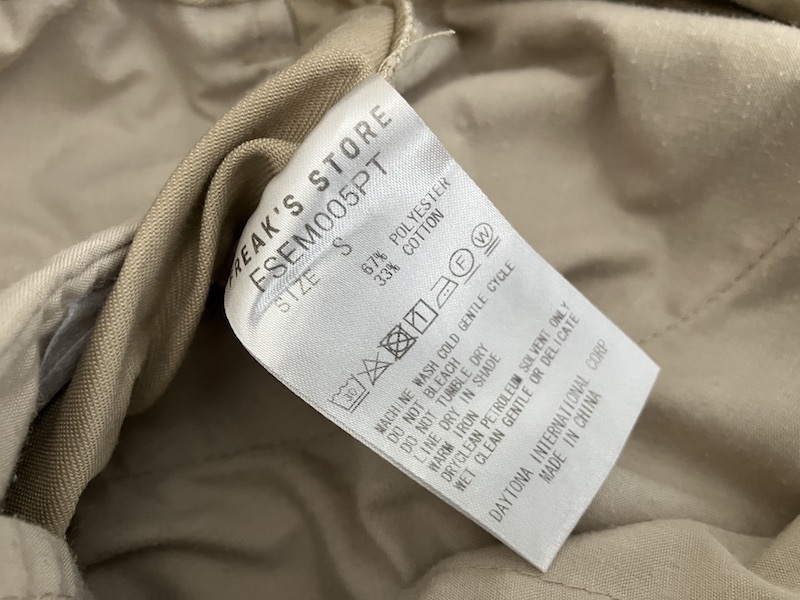 FREAK'S STORE
FSEM005PT
SIZE S
67% POLYESTER
33% COTTON
30 F W
MACHINE WASH COLD GENTLE CYCLE
DO NOT BLEACH
DO NOT TUMBLE DRY
LINE DRY IN SHADE
WARM IRON
DRYCLEAN PETROLEUM SOLVENT ONLY
WET CLEAN GENTLE OR DELICATE
DAYTONA INTERNATIONAL CORP
MADE IN CHINA